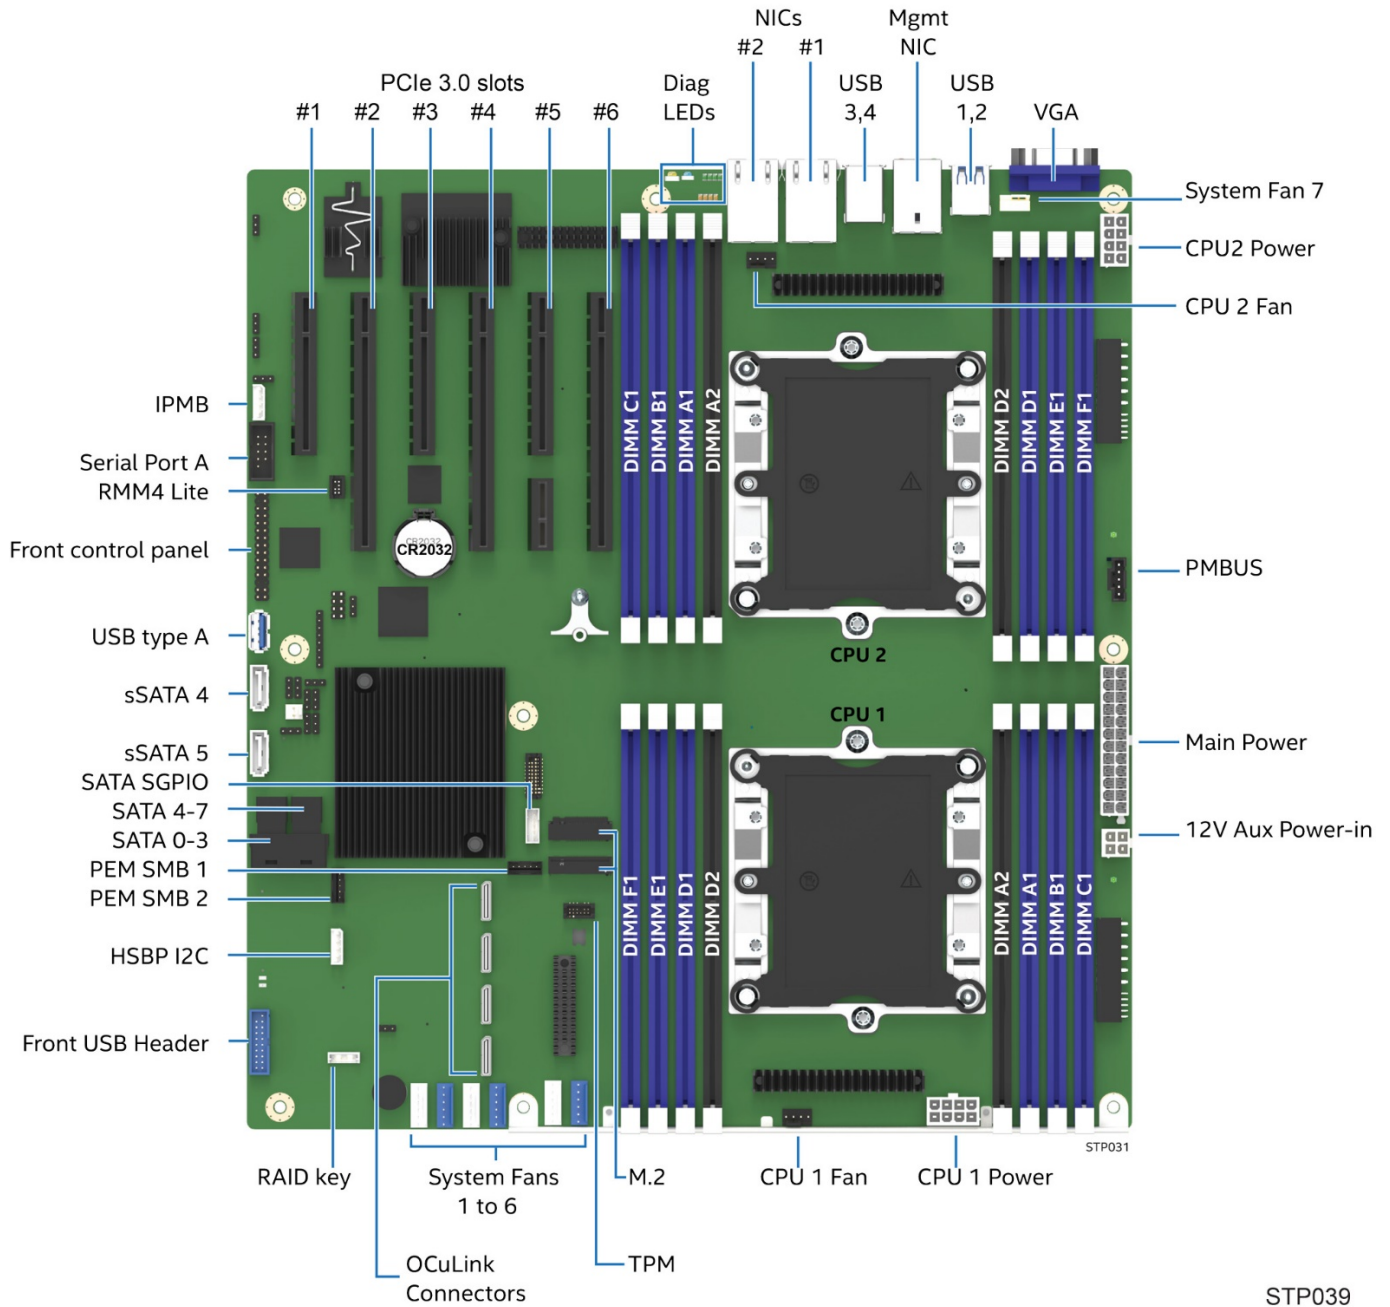 NICs
#2
#1
Mgmt
NIC
PCIe 3.0 slots
#1
#2
#3
#4
#5
#6
Diag
LEDs
USB
3,4
USB
1,2
VGA
System Fan 7
CPU2 Power
CPU 2 Fan
IPMB
Serial Port A
RMM4 Lite
Front control panel
USB type A
sSATA 4
sSATA 5
SATA SGPIO
SATA 4-7
SATA 0-3
PEM SMB 1
PEM SMB 2
HSBP I2C
Front USB Header
CR2032
CR2032
DIMM C1
DIMM B1
DIMM A1
DIMM A2
DIMM D2
DIMM D1
DIMM E1
DIMM F1
CPU 2
CPU 1
DIMM F1
DIMM E1
DIMM D1
DIMM D2
DIMM A2
DIMM A1
DIMM B1
DIMM C1
PMBUS
Main Power
12V Aux Power-in
STP031
RAID key
System Fans
1 to 6
M.2
CPU 1 Fan
CPU 1 Power
OCuLink
Connectors
TPM
STP039